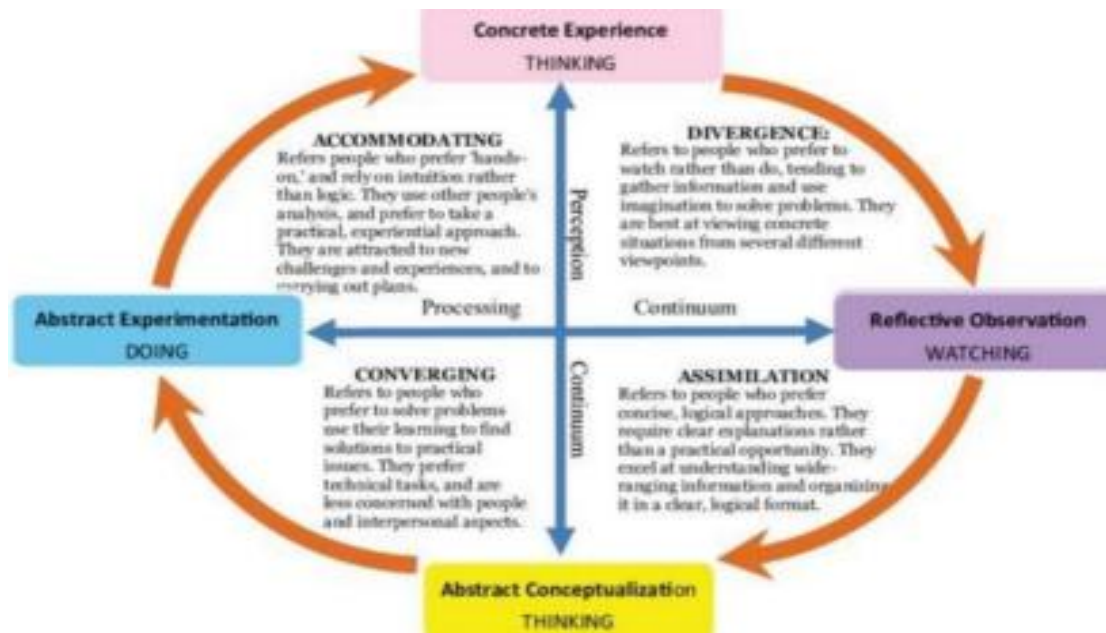 Concrete Experience
THINKING
ACCOMMODATING
Refers people who prefer 'hands-
on,' and rely on intuition rather
than logic. They use other people's
analysis, and prefer to take a
practical, experiential approach.
They are attracted to new
challenges and experiences, and to
carrying out plans.
DIVERGENCE:
Refers to people who prefer to
watch rather than do, tending to
gather information and use
imagination to solve problems. They
are best at viewing concrete
situations from several different
viewpoints.
Perception
Processing
Continuum
Abstract Experimentation
DOING
Reflective Observation
WATCHING
CONVERGING
Refers to people who
prefer to solve problems
use their learning to find
solutions to practical
issues. They prefer
technical tasks, and are
less concerned with people
and interpersonal aspects.
Continuum
ASSIMILATION
Refers to people who prefer
concise, logical approaches. They
require clear explanations rather
than a practical opportunity. They
excel at understanding wide-
ranging information and organizing
it in a clear, logical format.
Abstract Conceptualization
THINKING